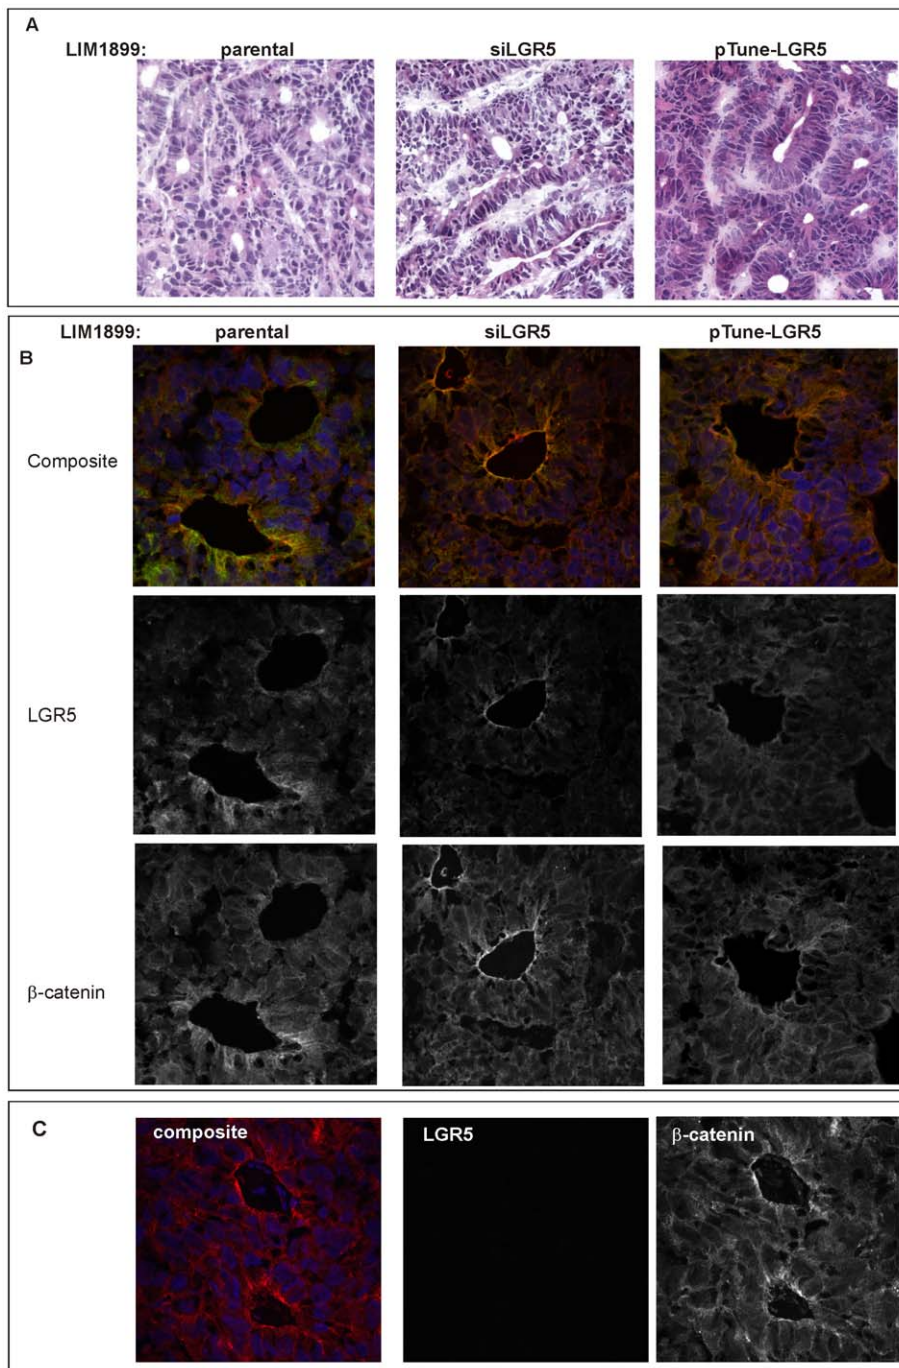 A
LIM1899: parental siLGR5 pTune-LGR5
LIM1899: parental siLGR5 pTune-LGR5
B
Composite
LGR5
β-catenin
C composite LGR5 β-catenin